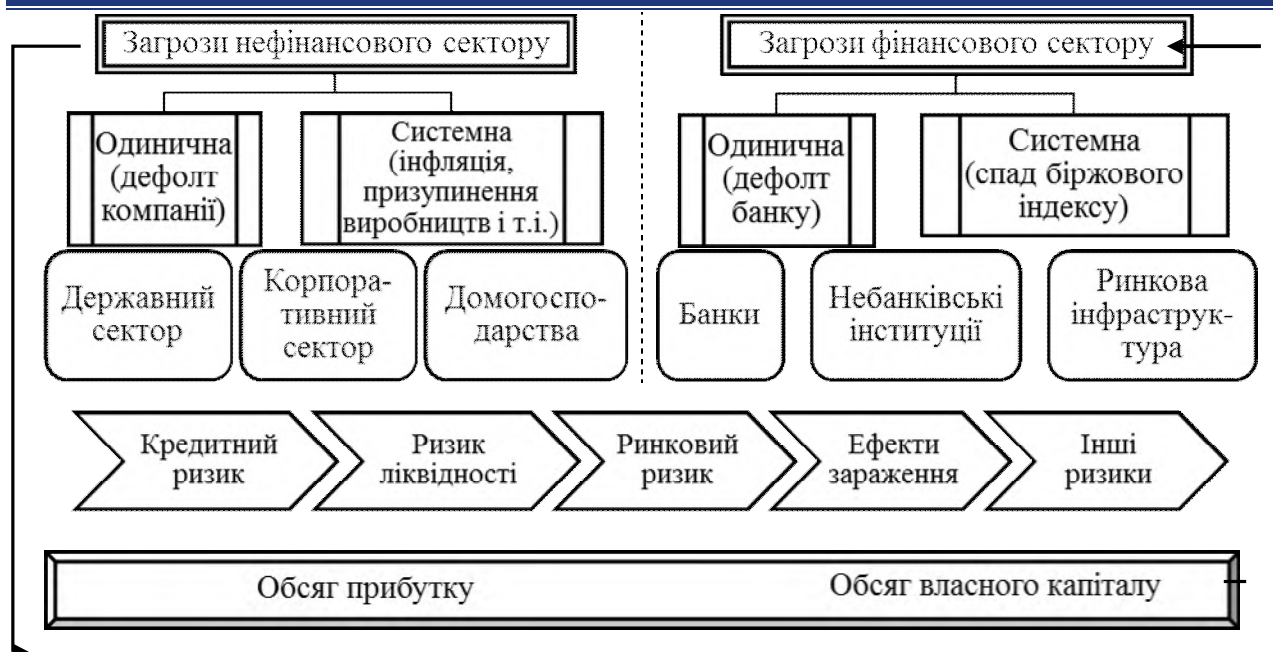 Загрози нефінансового сектору
Загрози фінансового сектору
Одинична
(дефолт
компанії)
Системна
(інфляція,
призупинення
виробництв і т.і.)
Одинична
(дефолт
банку)
Системна
(спад біржового
індексу)
Державний
сектор
Корпора-
тивний
сектор
Домогоспо-
дарства
Банки
Небанківські
інституції
Ринкова
інфраструк-
тура
Кредитний
ризик
Ризик
ліквідності
Ринковий
ризик
Ефекти
зараження
Інші
ризики
Обсяг прибутку
Обсяг власного капіталу